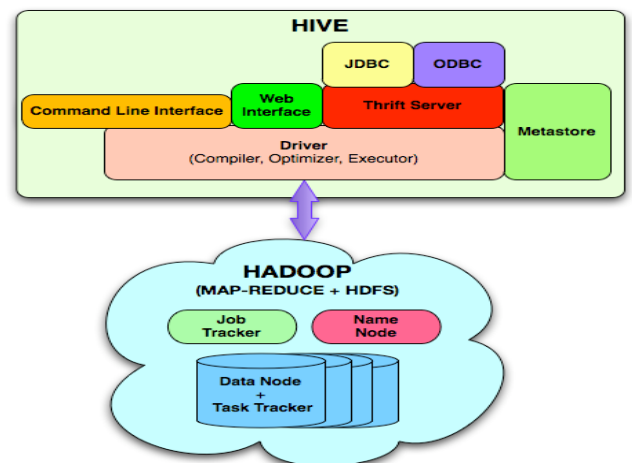 HIVE
JDBC
ODBC
Command Line Interface
Web
Interface
Thrift Server
Metastore
Driver
(Compiler, Optimizer, Executor)
HADOOP
(MAP-REDUCE + HDFS)
Job
Tracker
Name
Node
Data Node
+
Task Tracker